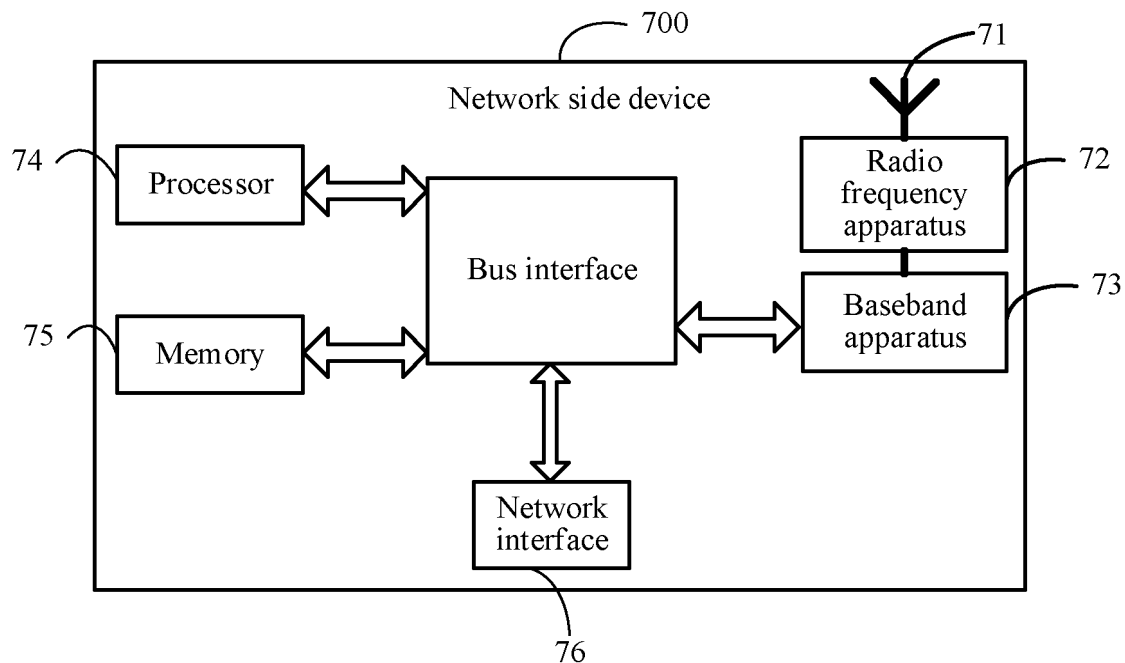 700
71
Network side device
74
Processor
Radio
frequency
apparatus
72
Bus interface
75
Memory
Baseband
apparatus
73
Network
interface
76